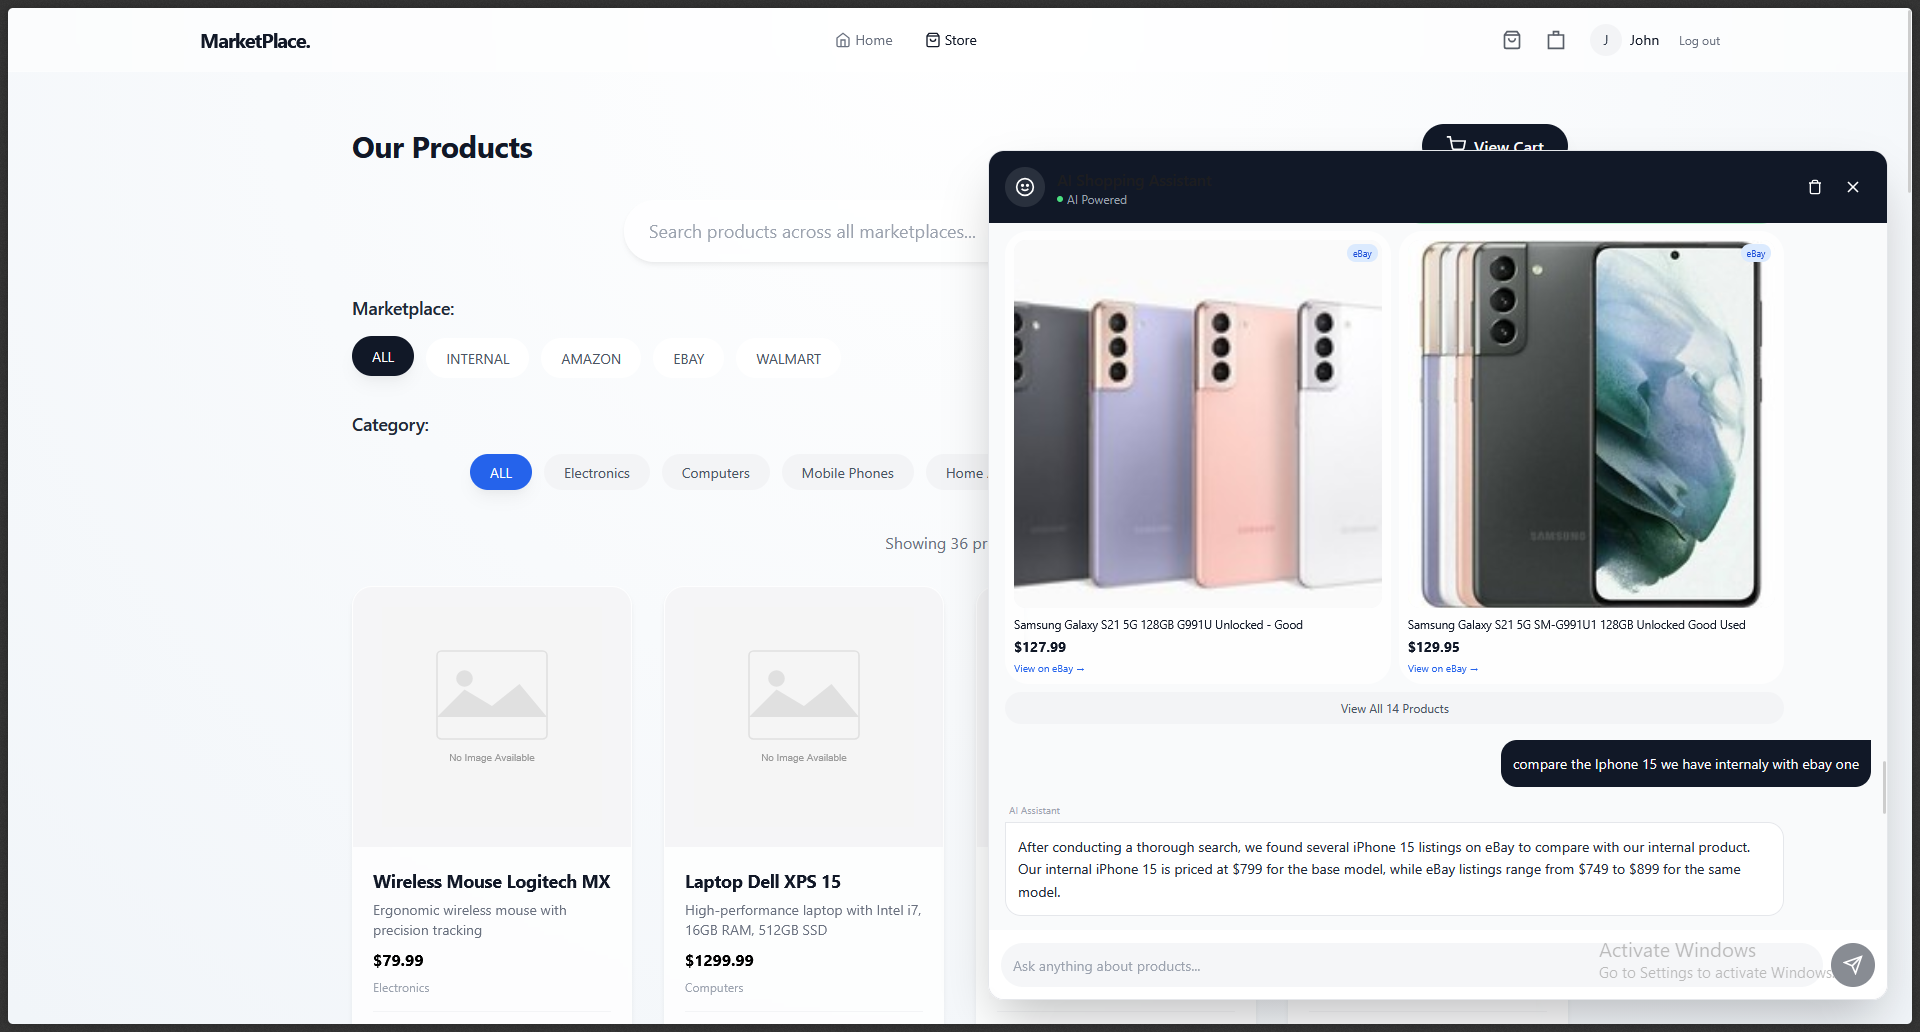 MarketPlace.
Home
Store
J
John
Log out
Our Products
View Cart
Search products across all marketplaces...
Marketplace:
ALL
INTERNAL
AMAZON
EBAY
WALMART
Category:
ALL
Electronics
Computers
Mobile Phones
Home
Showing 36 pr
No Image Available
No Image Available
Wireless Mouse Logitech MX
Ergonomic wireless mouse with
precision tracking
$79.99
Electronics
Laptop Dell XPS 15
High-performance laptop with Intel i7,
16GB RAM, 512GB SSD
$1299.99
Computers
AI Shopping Assistant
AI Powered
eBay
eBay
SAMSUNG
Samsung Galaxy S21 5G 128GB G991U Unlocked - Good
$127.99
View on eBay →
Samsung Galaxy S21 5G SM-G991U1 128GB Unlocked Good Used
$129.95
View on eBay →
View All 14 Products
compare the Iphone 15 we have internaly with ebay one
AI Assistant
After conducting a thorough search, we found several iPhone 15 listings on eBay to compare with our internal product.
Our internal iPhone 15 is priced at $799 for the base model, while eBay listings range from $749 to $899 for the same
model.
Ask anything about products...
Activate Windows
Go to Settings to activate Windows.